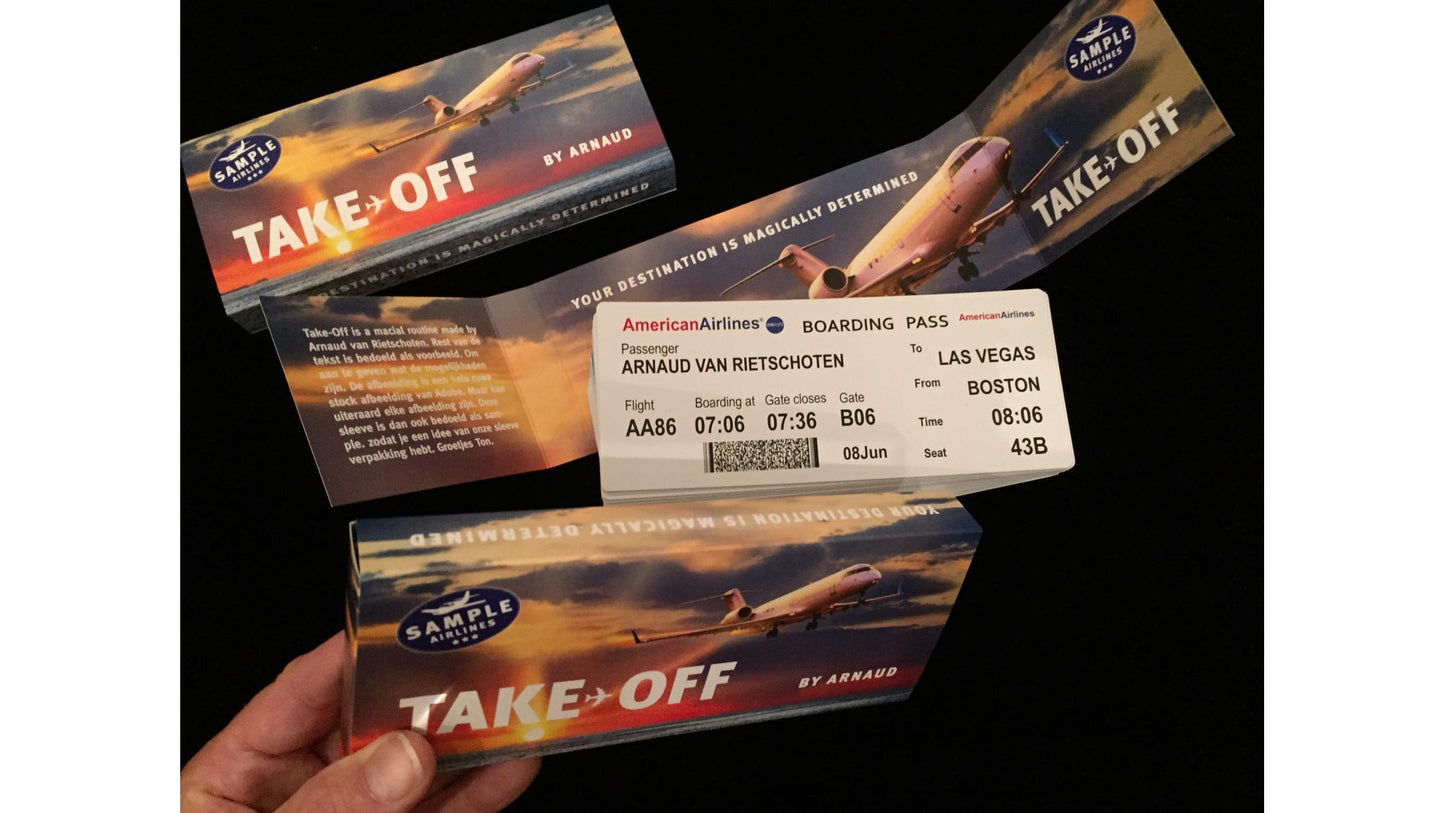 SAMPLE
AIRLINES
TAKE OFF
BY ARNAUD
DESTINATION IS MAGICALLY DETERMINED
SAMPLE
AIRLINES
TAKE OFF
YOUR DESTINATION IS MAGICALLY DETERMINED
Take-Off is a macial routine made by
Arnaud van Rietschoten. Rest van de
tekst is bedoeld als voorbeeld. Om
aan te geven wat de mogelijkheden
zijn. De afbeelding is een hele ruwe
stock afbeelding van Adobe. Maar kan
uiteraard elke afbeelding zijn. Deze
sleeve is dan ook bedoeld als sam-
ple. zodat je een idee van onze sleeve
verpakking hebt. Groetjes Ton.
AmericanAirlines® BOARDING PASS AmericanAirlines
Passenger
ARNAUD VAN RIETSCHOTEN
To LAS VEGAS
From BOSTON
Flight Boarding at Gate closes Gate
AA86 07:06 07:36 B06
Time 08:06
08Jun
Seat 43B
YOUR DESTINATION IS MAGICALLY DETERMINED
SAMPLE
AIRLINES
TAKE OFF
BY ARNAUD